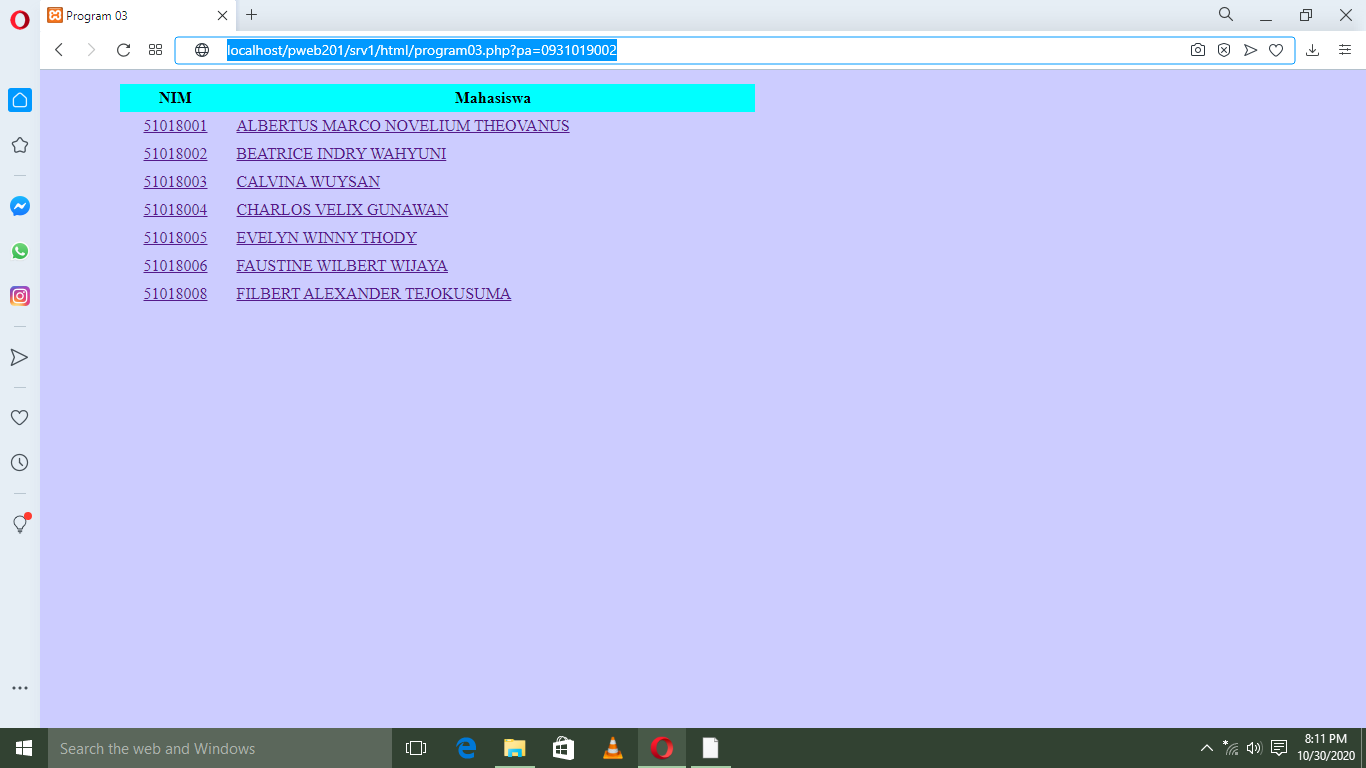 Program 03
localhost/pweb201/srv1/html/program03.php?pa=0931019002
NIM Mahasiswa
51018001 ALBERTUS MARCO NOVELIUM THEOVANUS
51018002 BEATRICE INDRY WAHYUNI
51018003 CALVINA WUYSAN
51018004 CHARLOS VELIX GUNAWAN
51018005 EVELYN WINNY THODY
51018006 FAUSTINE WILBERT WIJAYA
51018008 FILBERT ALEXANDER TEJOKUSUMA
Search the web and Windows
8:11 PM
10/30/2020